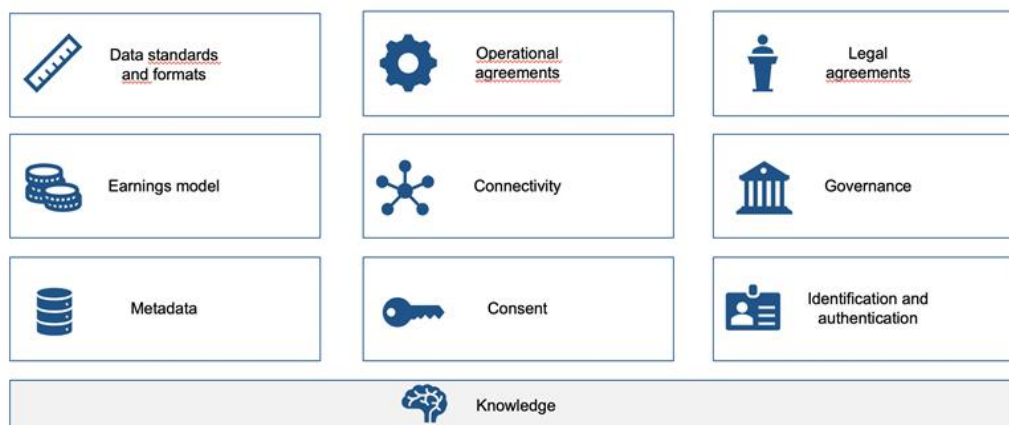 Data standards
and formats
Operational
agreements
Legal
agreements
Earnings model
Connectivity
Governance
Metadata
Consent
Identification and
authentication
Knowledge